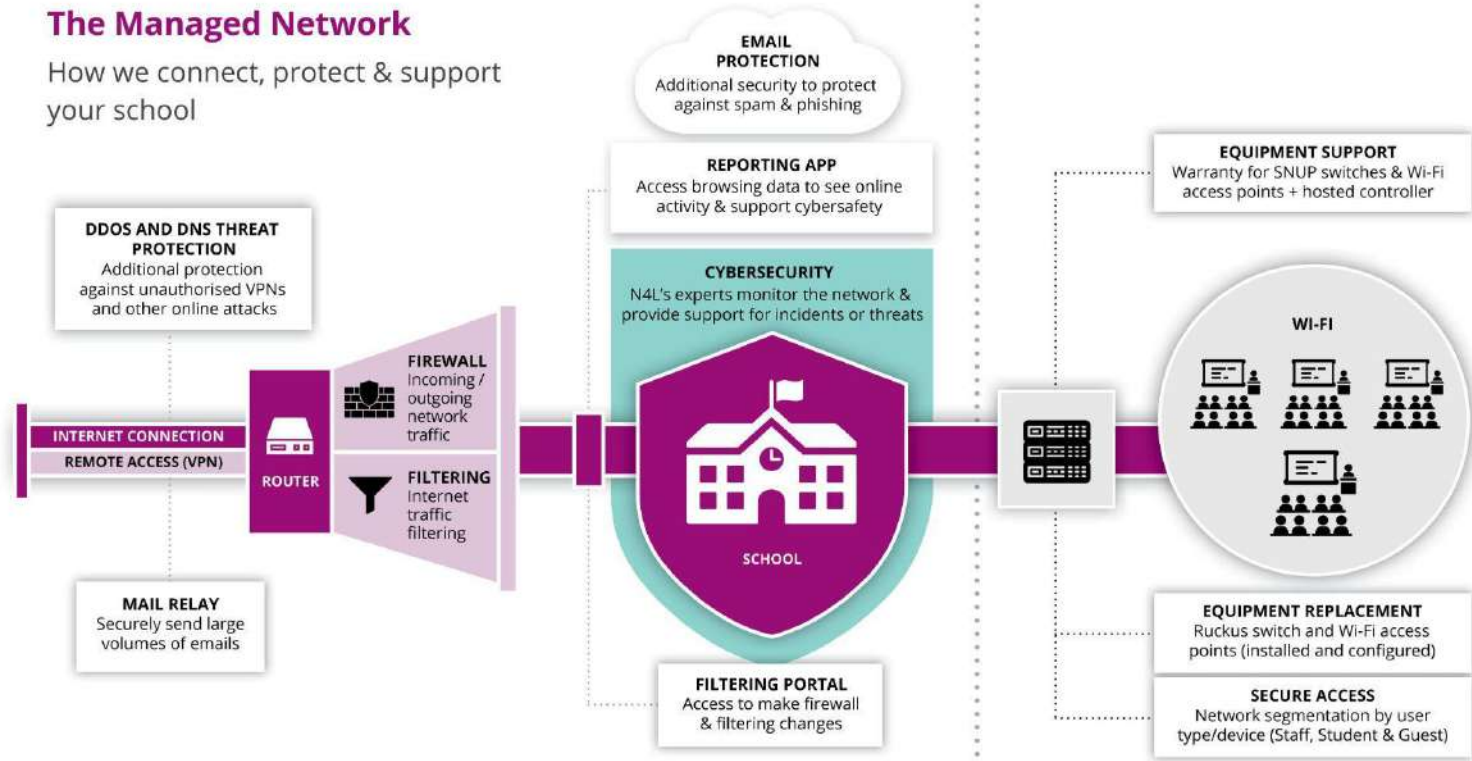 The Managed Network
How we connect, protect & support
your school
DDOS AND DNS THREAT
PROTECTION
Additional protection
against unauthorised VPNs
and other online attacks
INTERNET CONNECTION
REMOTE ACCESS (VPN)
ROUTER
FIREWALL
Incoming /
outgoing
network
traffic
FILTERING
Internet
traffic
filtering
MAIL RELAY
Securely send large
volumes of emails
EMAIL
PROTECTION
Additional security to protect
against spam & phishing
REPORTING APP
Access browsing data to see online
activity & support cybersafety
CYBERSECURITY
N4L's experts monitor the network &
provide support for incidents or threats
SCHOOL
FILTERING PORTAL
Access to make firewall
& filtering changes
EQUIPMENT SUPPORT
Warranty for SNUP switches & Wi-Fi
access points + hosted controller
WI-FI
EQUIPMENT REPLACEMENT
Ruckus switch and Wi-Fi access
points (installed and configured)
SECURE ACCESS
Network segmentation by user
type/device (Staff, Student & Guest)